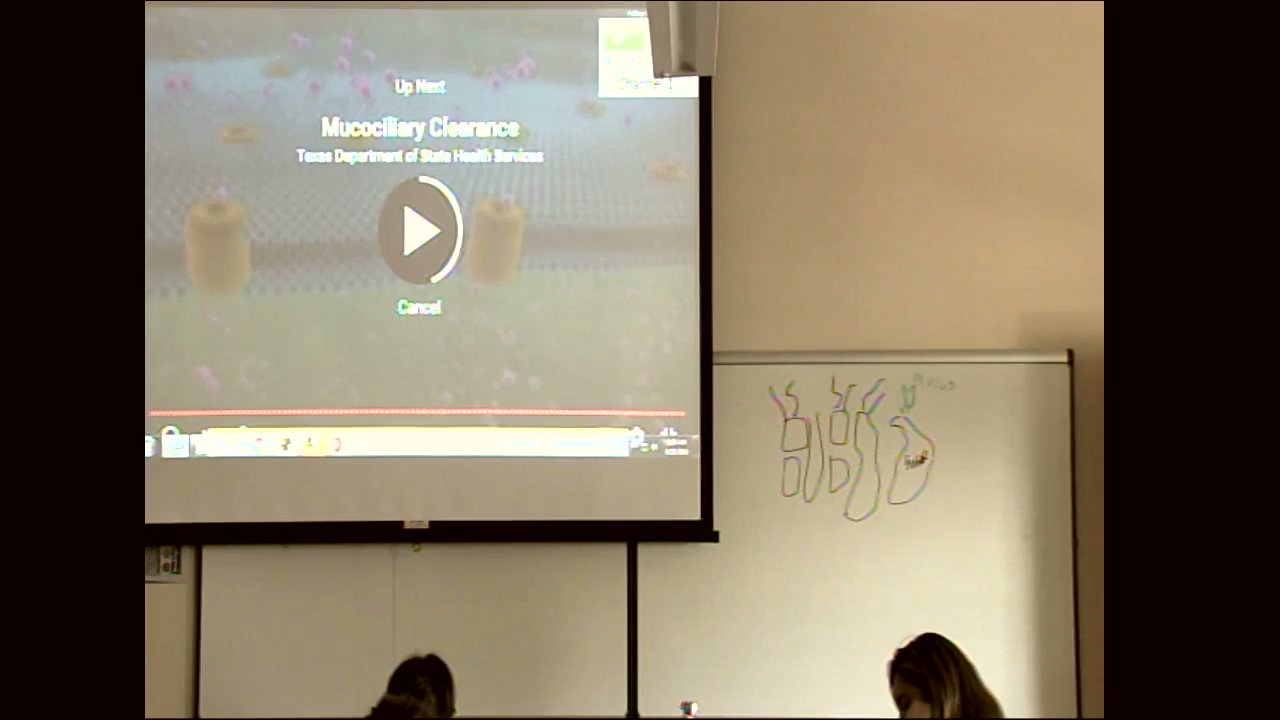 Up Next
Mucociliary Clearance
Texas Department of State Health Services
Cancel